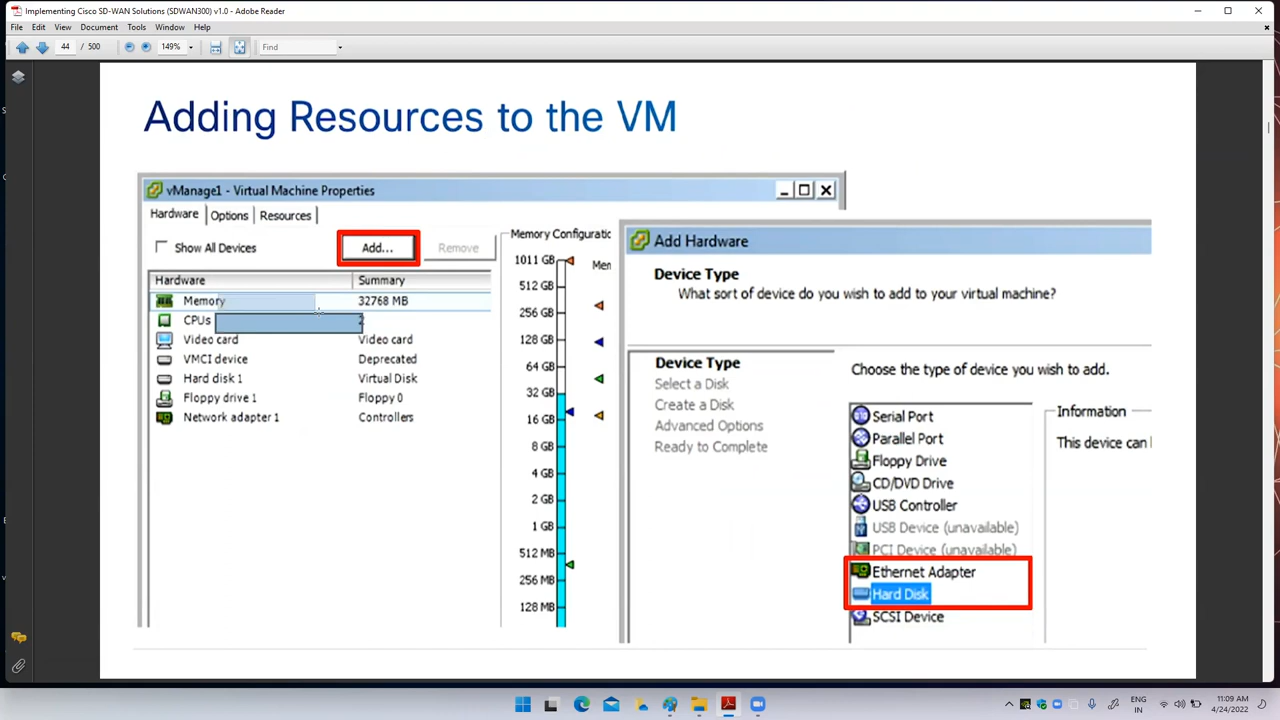 Implementing Cisco SD-WAN Solutions (SDWAN300) v1.0 - Adobe Reader
File Edit View Document Tools Window Help
44 / 500 149% Find
Adding Resources to the VM
vManage1 - Virtual Machine Properties
Hardware Options Resources
Show All Devices Add... Remove
Hardware Summary
Memory 32768 MB
CPUs 2
Video card Video card
VMCI device Deprecated
Hard disk 1 Virtual Disk
Floppy drive 1 Floppy 0
Network adapter 1 Controllers
Memory Configuratic
1011 GB Mer
512 GB
256 GB
128 GB
64 GB
32 GB
16 GB
8 GB
4 GB
2 GB
1 GB
512 MB
256 MB
128 MB
Add Hardware
Device Type
What sort of device do you wish to add to your virtual machine?
Device Type
Select a Disk
Create a Disk
Advanced Options
Ready to Complete
Choose the type of device you wish to add.
Serial Port
Parallel Port
Floppy Drive
CD/DVD Drive
USB Controller
USB Device (unavailable)
PCI Device (unavailable)
Ethernet Adapter
Hard Disk
SCSI Device
Information
This device can
ENG
IN
11:09 AM
4/24/2022